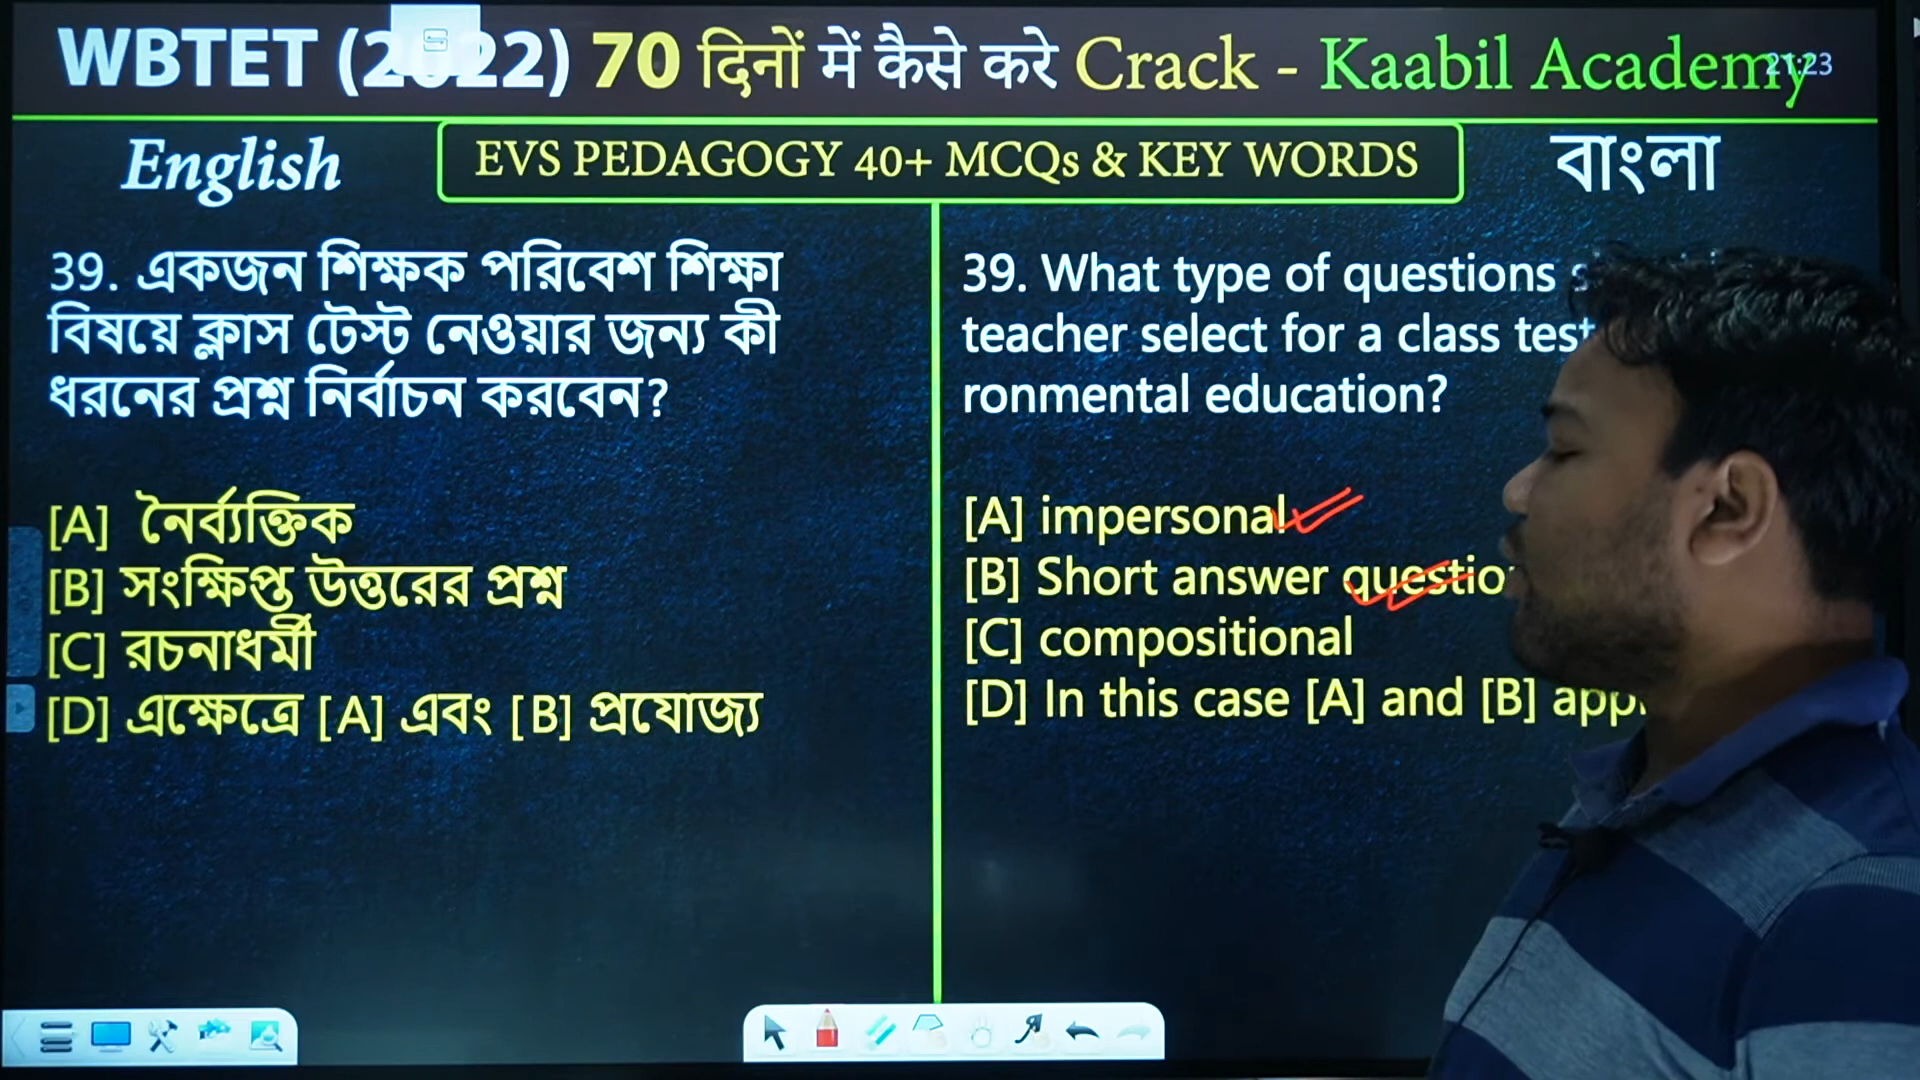 WBTET (2022) 70 दिनों में कैसे करे Crack - Kaabil Academy
21:23
English
EVS PEDAGOGY 40+ MCQs & KEY WORDS
বাংলা
39. একজন শিক্ষক পরিবেশ শিক্ষা
বিষয়ে ক্লাস টেস্ট নেওয়ার জন্য কী
ধরনের প্রশ্ন নির্বাচন করবেন?
[A] নৈর্ব্যক্তিক
[B] সংক্ষিপ্ত উত্তরের প্রশ্ন
[C] রচনাধর্মী
[D] এক্ষেত্রে [A] এবং [B] প্রযোজ্য
39. What type of questions
teacher select for a class test
ronmental education?
[A] impersonal
[B] Short answer
[C] compositional
[D] In this case [A] and [B]